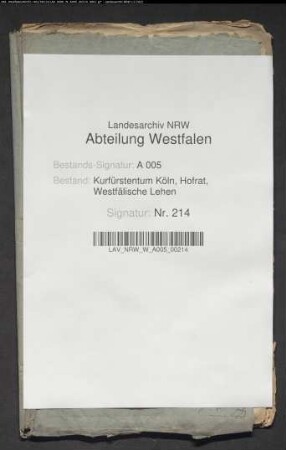 Landesarchiv NRW
Abteilung Westfalen
Bestands-Signatur: A 005
Bestand: Kurfürstentum Köln, Hofrat,
Westfälische Lehen
Signatur: Nr. 214
LAV_NRW_W_A005_00214